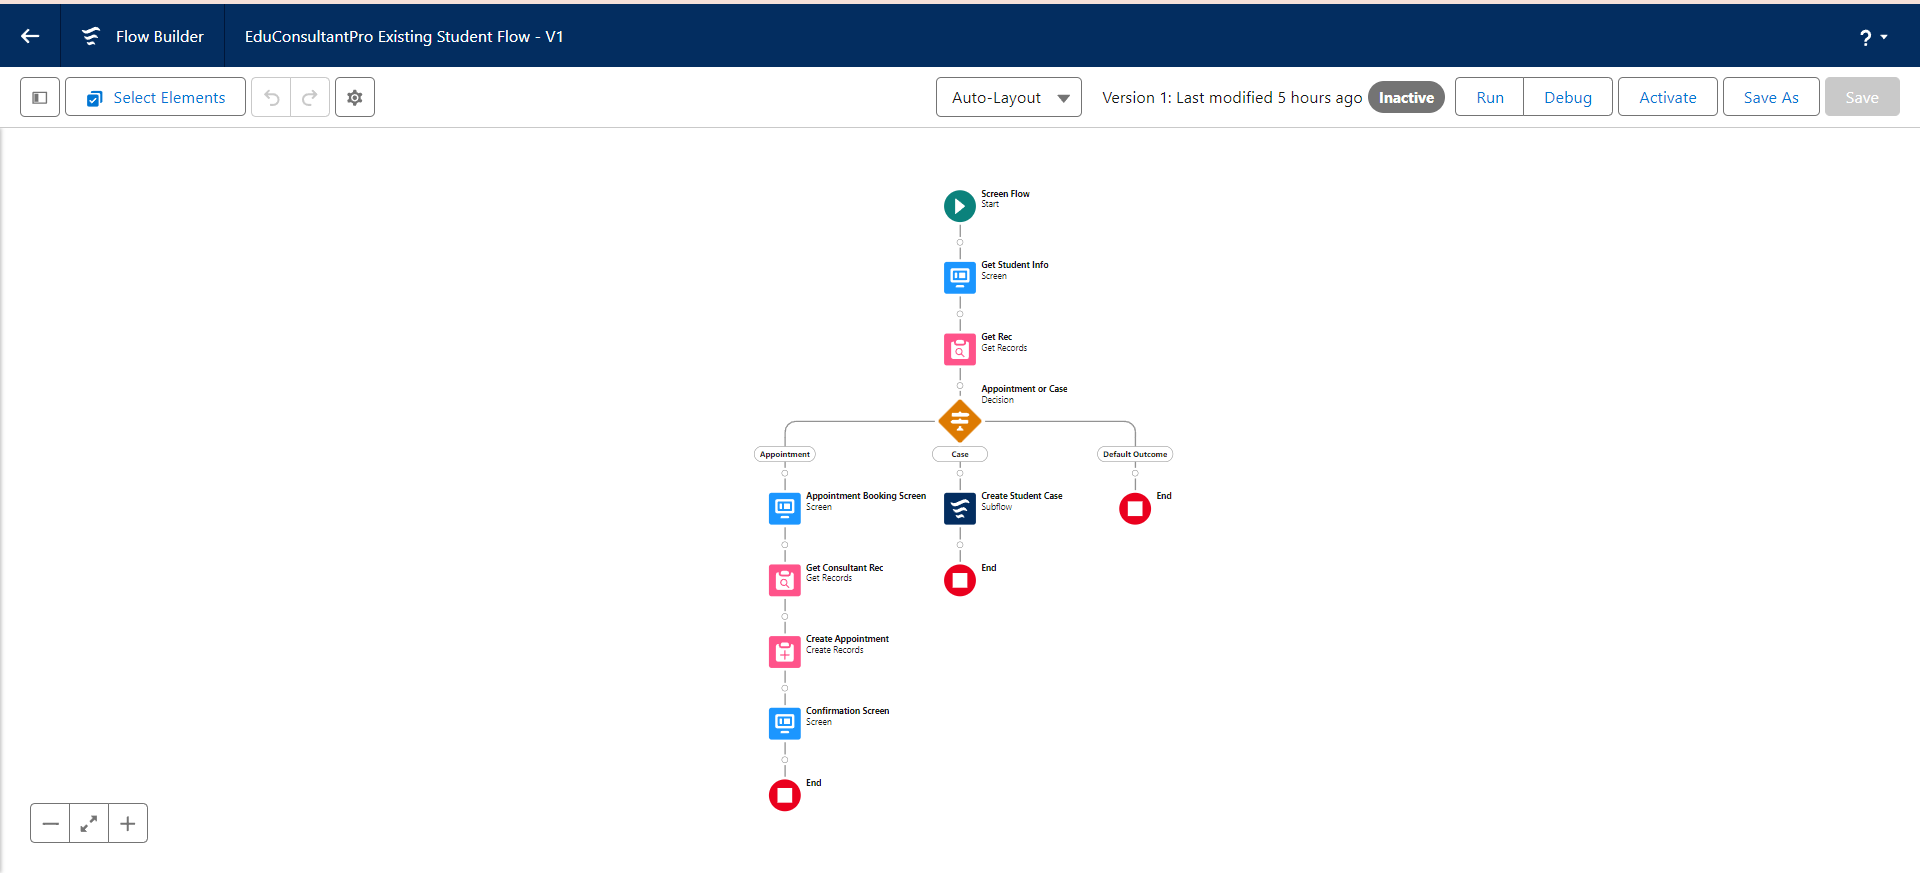 Flow Builder
EduConsultantPro Existing Student Flow - V1
?
Select Elements
Auto-Layout
Version 1: Last modified 5 hours ago
Inactive
Run
Debug
Activate
Save As
Save
Screen Flow
Start
Get Student Info
Screen
Get Rec
Get Records
Appointment or Case
Decision
Appointment
Case
Default Outcome
Appointment Booking Screen
Screen
Create Student Case
Subflow
End
Get Consultant Rec
Get Records
End
Create Appointment
Create Records
Confirmation Screen
Screen
End